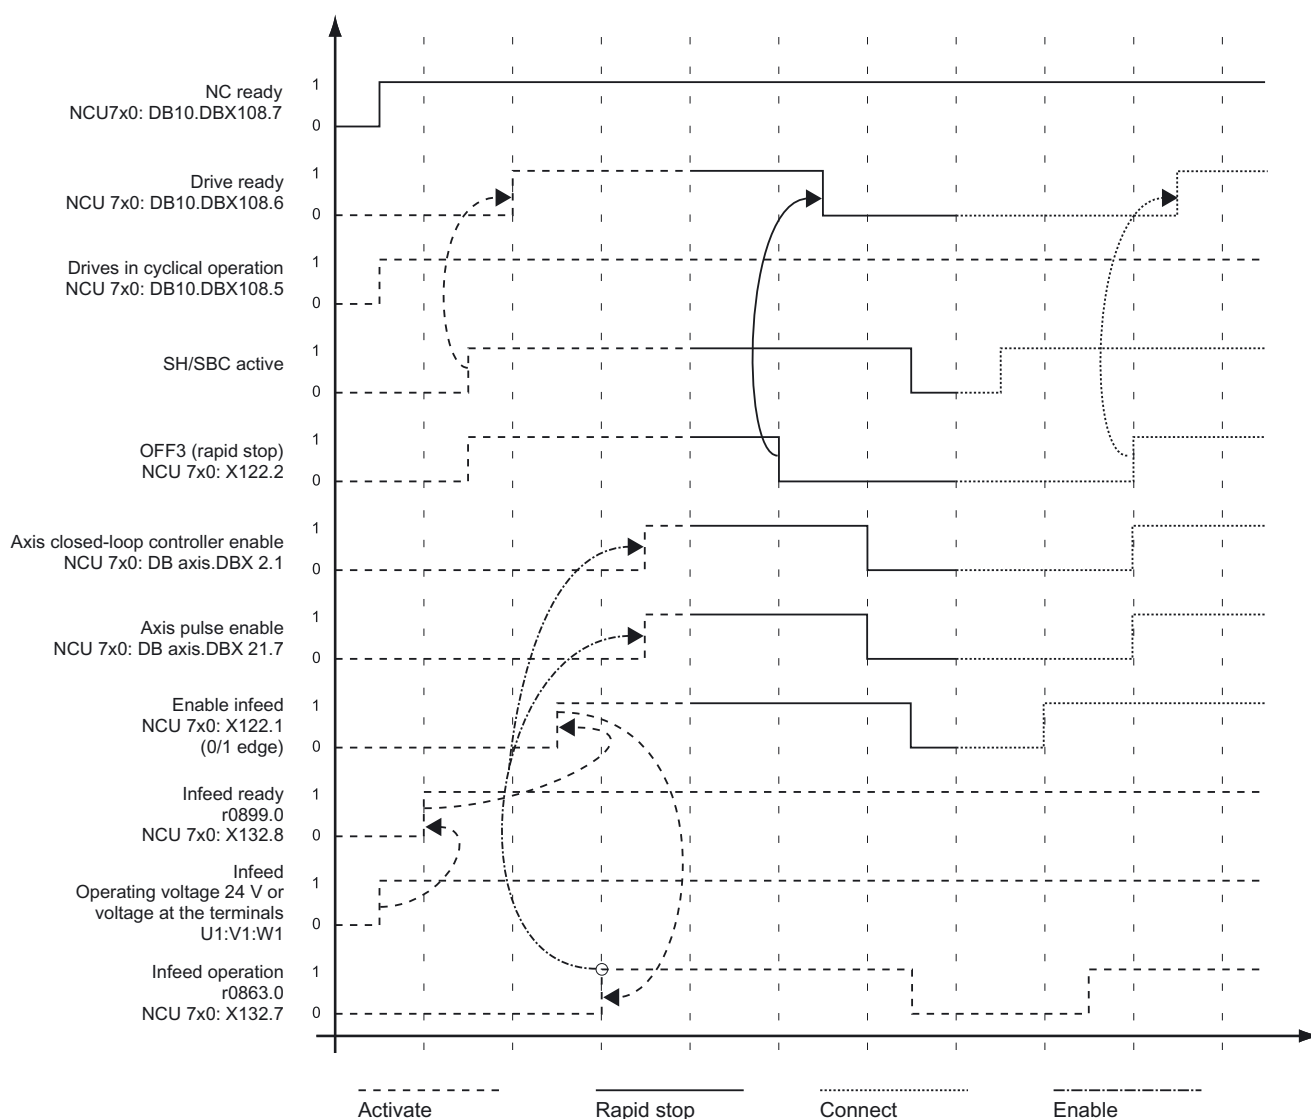 NC ready
NCU7x0: DB10.DBX108.7
1
0
Drive ready
NCU 7x0: DB10.DBX108.6
1
0
Drives in cyclical operation
NCU 7x0: DB10.DBX108.5
1
0
SH/SBC active
1
0
OFF3 (rapid stop)
NCU 7x0: X122.2
1
0
Axis closed-loop controller enable
NCU 7x0: DB axis.DBX 2.1
1
0
Axis pulse enable
NCU 7x0: DB axis.DBX 21.7
1
0
Enable infeed
NCU 7x0: X122.1
(0/1 edge)
1
0
Infeed ready
r0899.0
NCU 7x0: X132.8
1
0
Infeed
Operating voltage 24 V or
voltage at the terminals
U1:V1:W1
1
0
Infeed operation
r0863.0
NCU 7x0: X132.7
1
0
Activate
Rapid stop
Connect
Enable